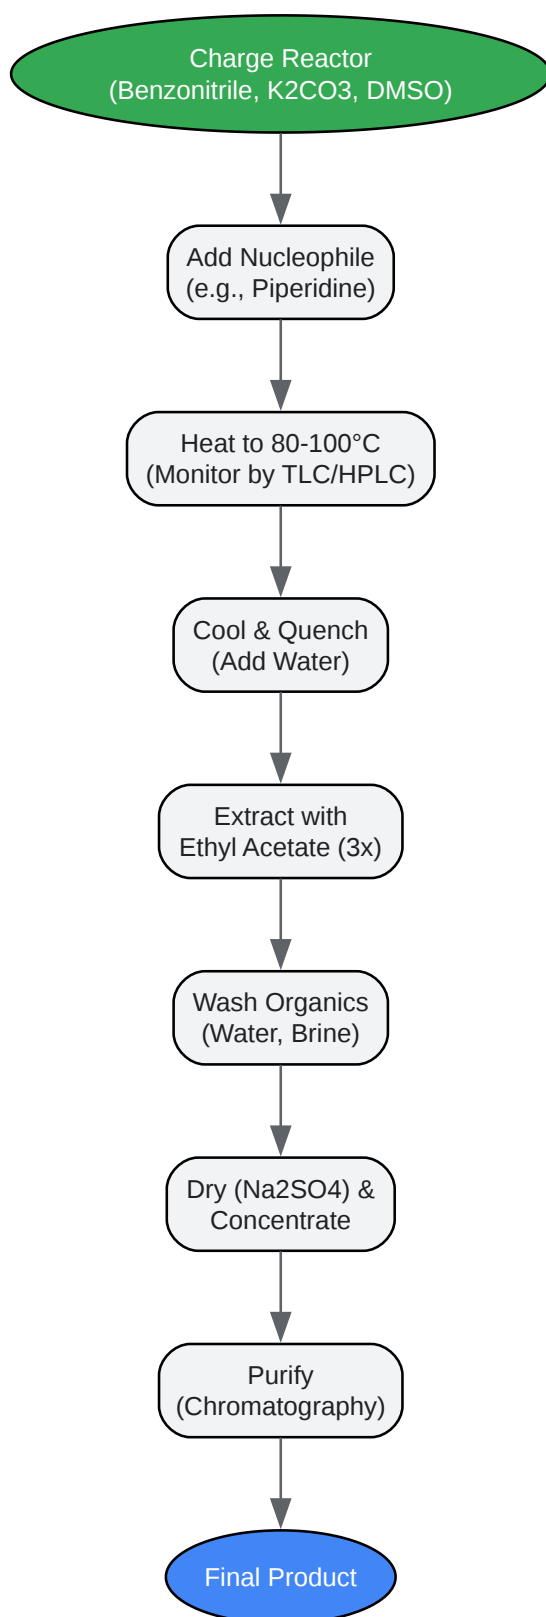 Charge Reactor
(Benzonitrile, K2CO3, DMSO)
Add Nucleophile
(e.g., Piperidine)
Heat to 80-100°C
(Monitor by TLC/HPLC)
Cool & Quench
(Add Water)
Extract with
Ethyl Acetate (3x)
Wash Organics
(Water, Brine)
Dry (Na2SO4) &
Concentrate
Purify
(Chromatography)
Final Product